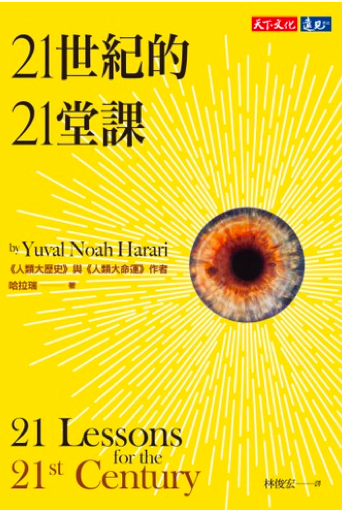 天下文化 遠見
21世紀的
21堂課
by Yuval Noah Harari
《人類大歷史》與《人類大命運》作者
哈拉瑞——著
21 Lessons
for the
21st Century
林俊宏——譯